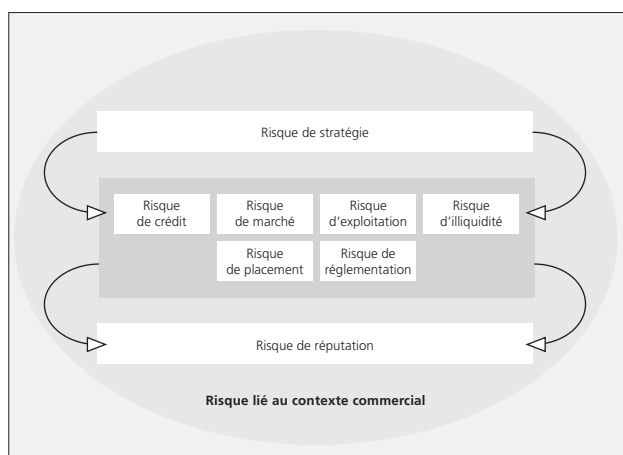 Risque de stratégie
Risque
de crédit
Risque
de marché
Risque
d'exploitation
Risque
d'illiquidité
Risque
de placement
Risque de
réglementation
Risque de réputation
Risque lié au contexte commercial